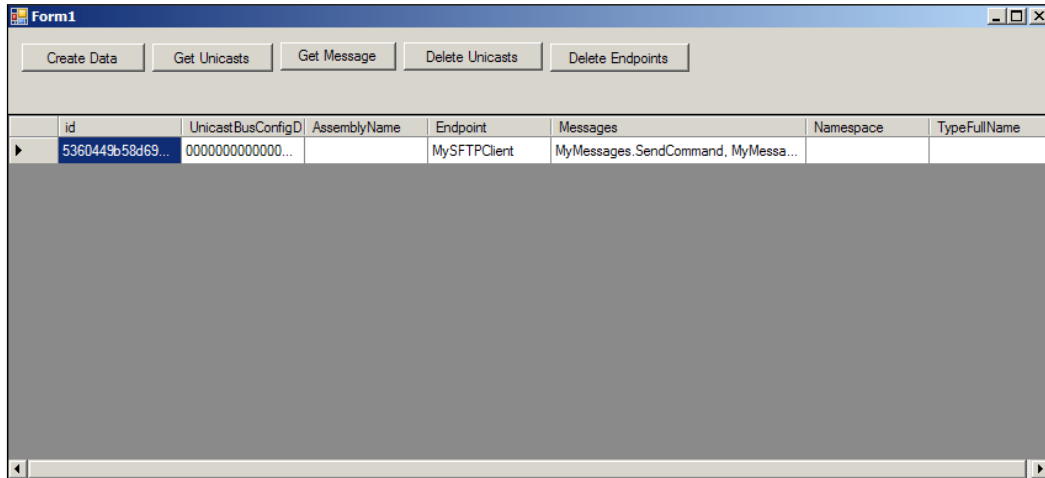 Form1
Create Data Get Unicasts Get Message Delete Unicasts Delete Endpoints
id UnicastBusConfigD AssemblyName Endpoint Messages Namespace TypeFullName
5360449b58d69... 0000000000000... MySFTPClient MyMessages.SendCommand, MyMessa...